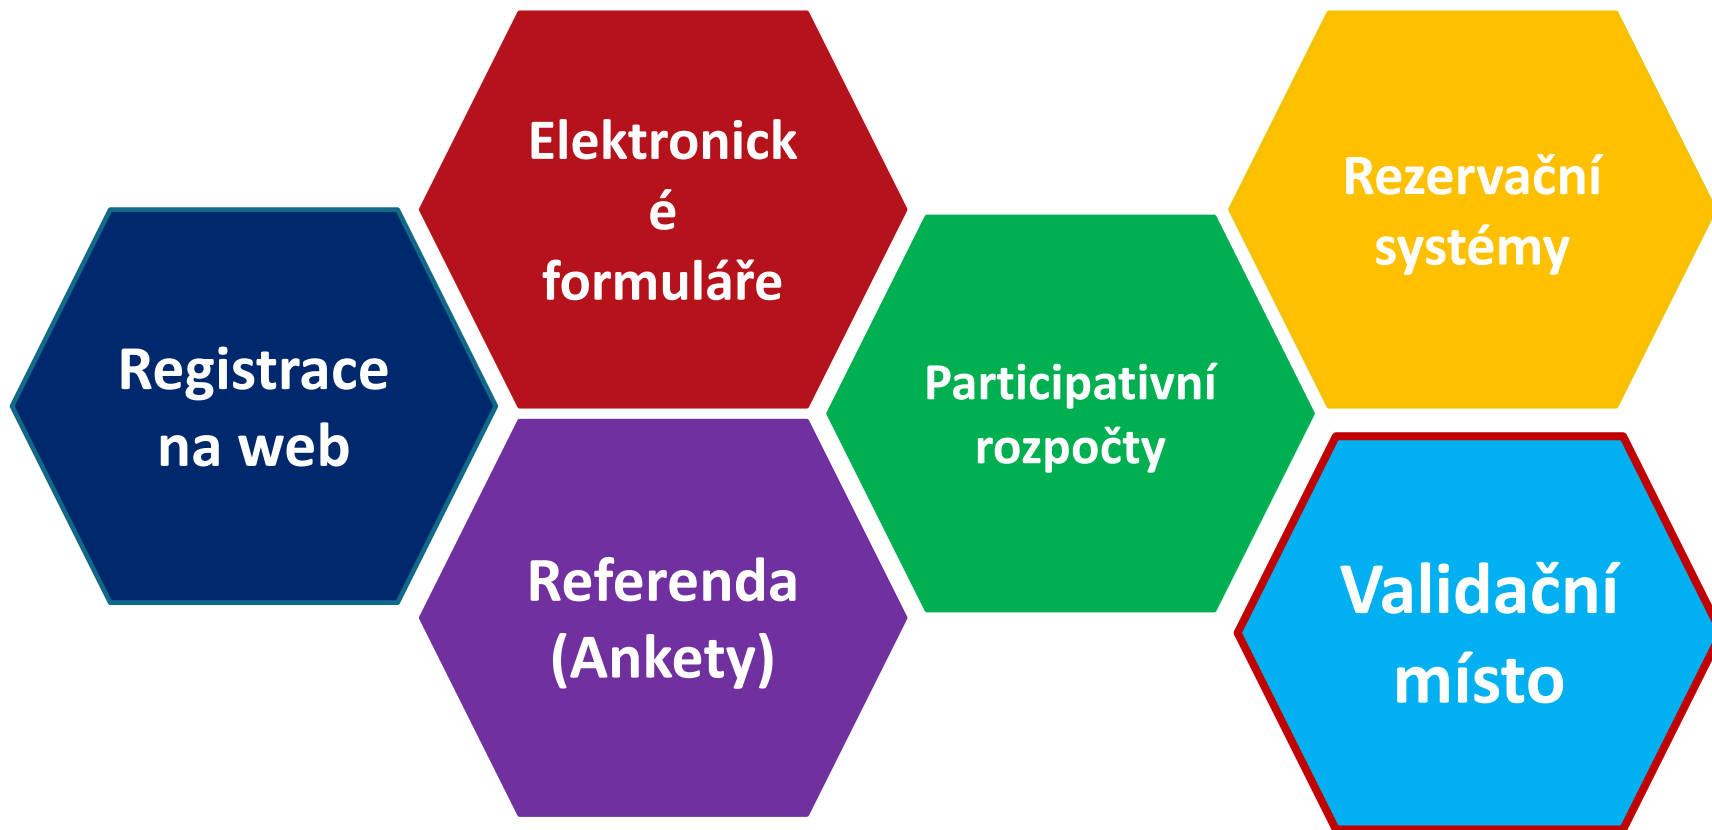 Registrace
na web
Elektronick
é
formuláře
Referenda
(Ankety)
Participativní
rozpočty
Rezervační
systémy
Validační
místo